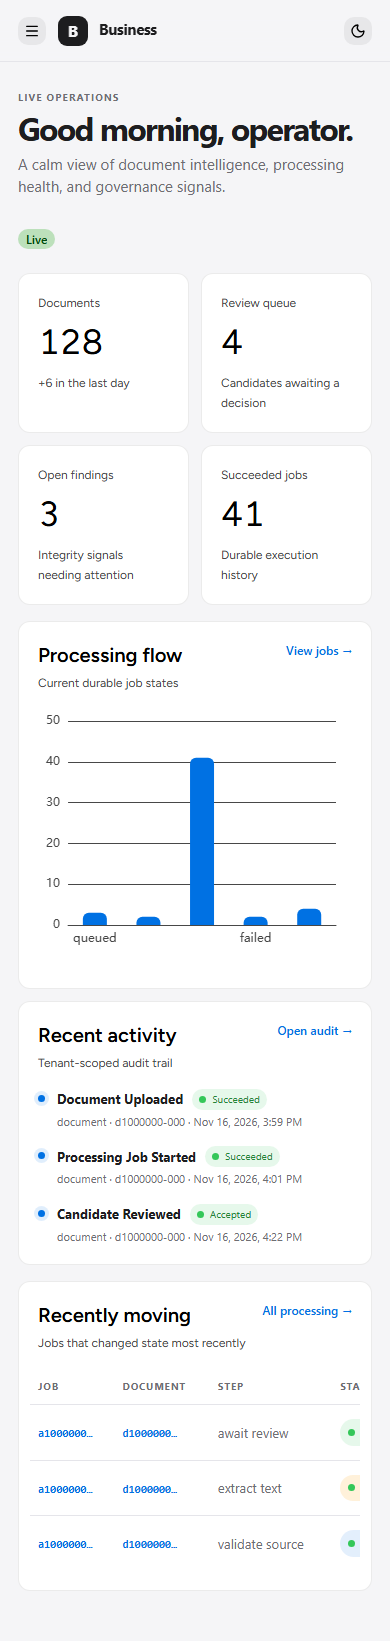 B Business
LIVE OPERATIONS
Good morning, operator.
A calm view of document intelligence, processing
health, and governance signals.
Live
Documents
128
+6 in the last day
Review queue
4
Candidates awaiting a
decision
Open findings
3
Integrity signals
needing attention
Succeeded jobs
41
Durable execution
history
Processing flow
View jobs →
Current durable job states
50
40
30
20
10
0
queued failed
Recent activity
Open audit →
Tenant-scoped audit trail
Document Uploaded Succeeded
document · d1000000-000 · Nov 16, 2026, 3:59 PM
Processing Job Started Succeeded
document · d1000000-000 · Nov 16, 2026, 4:01 PM
Candidate Reviewed Accepted
document · d1000000-000 · Nov 16, 2026, 4:22 PM
Recently moving
All processing →
Jobs that changed state most recently
JOB DOCUMENT STEP STA
a1000000… d1000000… await review
a1000000… d1000000… extract text
a1000000… d1000000… validate source